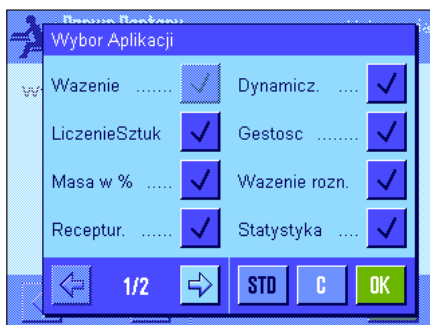 Wybor Aplikacji
Wazenie .......
Dynamicz. ....
LiczenieSztuk
Gestosc ........
Masa w % .....
Wazenie rozn.
Receptur. ......
Statystyka ....
1/2
STD C OK